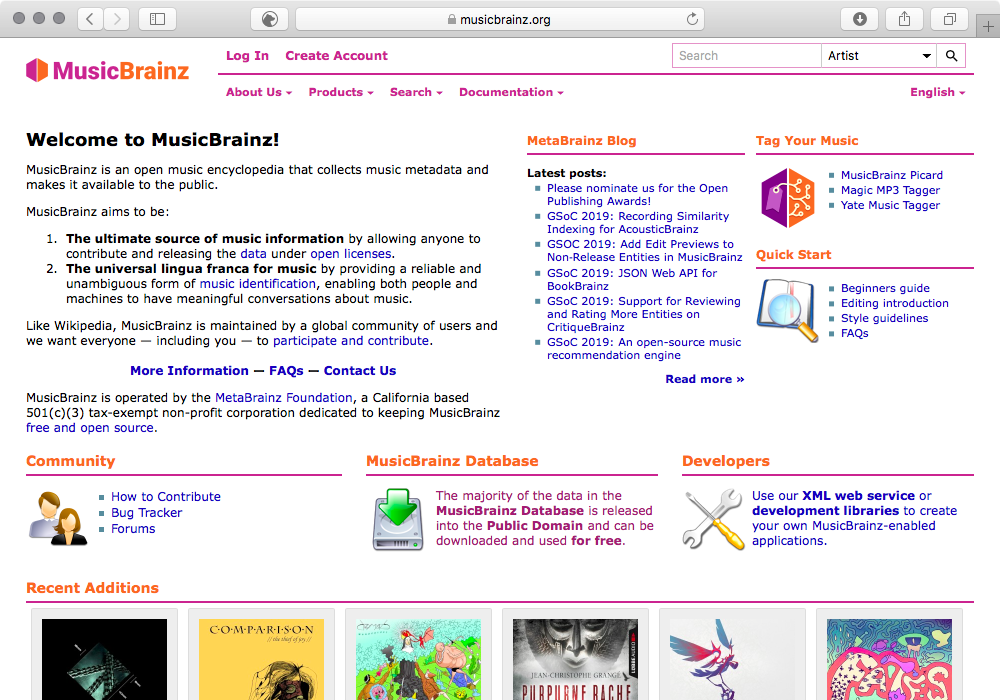 musicbrainz.org
MusicBrainz
Log In Create Account
Search
Artist
About Us Products Search Documentation
English
Welcome to MusicBrainz!
MusicBrainz is an open music encyclopedia that collects music metadata and
makes it available to the public.
MusicBrainz aims to be:
1. The ultimate source of music information by allowing anyone to
contribute and releasing the data under open licenses.
2. The universal lingua franca for music by providing a reliable and
unambiguous form of music identification, enabling both people and
machines to have meaningful conversations about music.
Like Wikipedia, MusicBrainz is maintained by a global community of users and
we want everyone — including you — to participate and contribute.
More Information — FAQs — Contact Us
MusicBrainz is operated by the MetaBrainz Foundation, a California based
501(c)(3) tax-exempt non-profit corporation dedicated to keeping MusicBrainz
free and open source.
MetaBrainz Blog
Latest posts:
Please nominate us for the Open
Publishing Awards!
GSoC 2019: Recording Similarity
Indexing for AcousticBrainz
GSOC 2019: Add Edit Previews to
Non-Release Entities in MusicBrainz
GSoC 2019: JSON Web API for
BookBrainz
GSoC 2019: Support for Reviewing
and Rating More Entities on
CritiqueBrainz
GSoC 2019: An open-source music
recommendation engine
Read more »
Tag Your Music
MusicBrainz Picard
Magic MP3 Tagger
Yate Music Tagger
Quick Start
Beginners guide
Editing introduction
Style guidelines
FAQs
Community
How to Contribute
Bug Tracker
Forums
MusicBrainz Database
The majority of the data in the
MusicBrainz Database is released
into the Public Domain and can be
downloaded and used for free.
Developers
Use our XML web service or
development libraries to create
your own MusicBrainz-enabled
applications.
Recent Additions
C·O·M·P·A·R·I·S·O·N
// the thief of joy //
LÜBBE AUDIO
JEAN-CHRISTOPHE GRANGÉ
PURPURNE RACHE